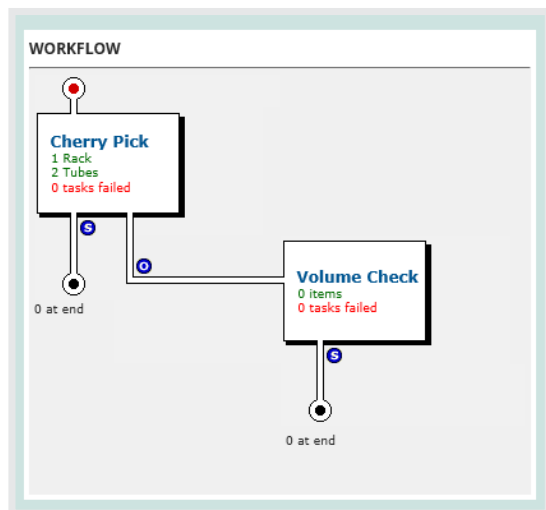 WORKFLOW
Cherry Pick
1 Rack
2 Tubes
0 tasks failed
S
O
0 at end
Volume Check
0 items
0 tasks failed
S
0 at end